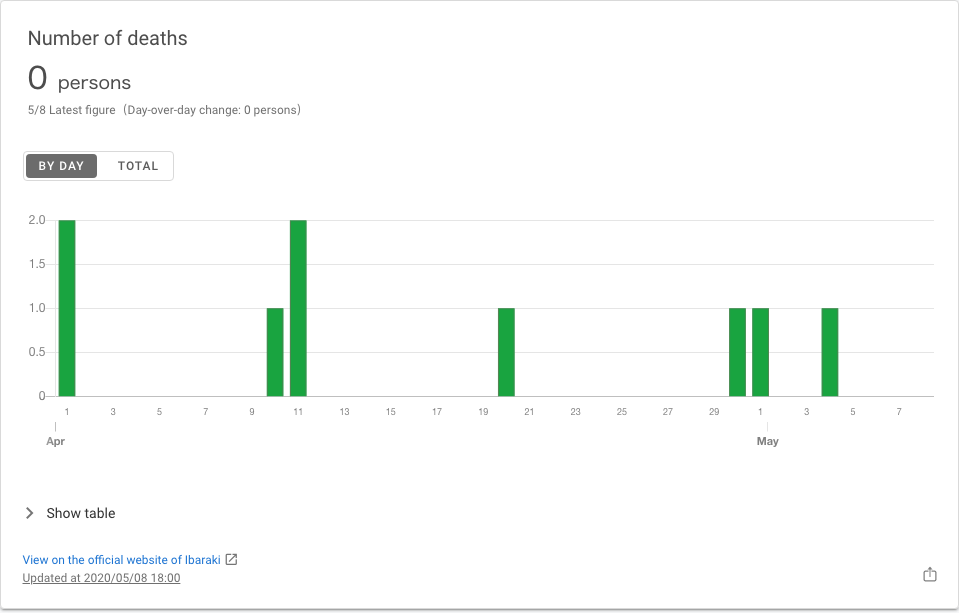 Number of deaths
0 persons
5/8 Latest figure（Day-over-day change: 0 persons）
BY DAY TOTAL
2.0
1.5
1.0
0.5
0
1 3 5 7 9 11 13 15 17 19 21 23 25 27 29 1 3 5 7
Apr May
Show table
View on the official website of Ibaraki
Updated at 2020/05/08 18:00